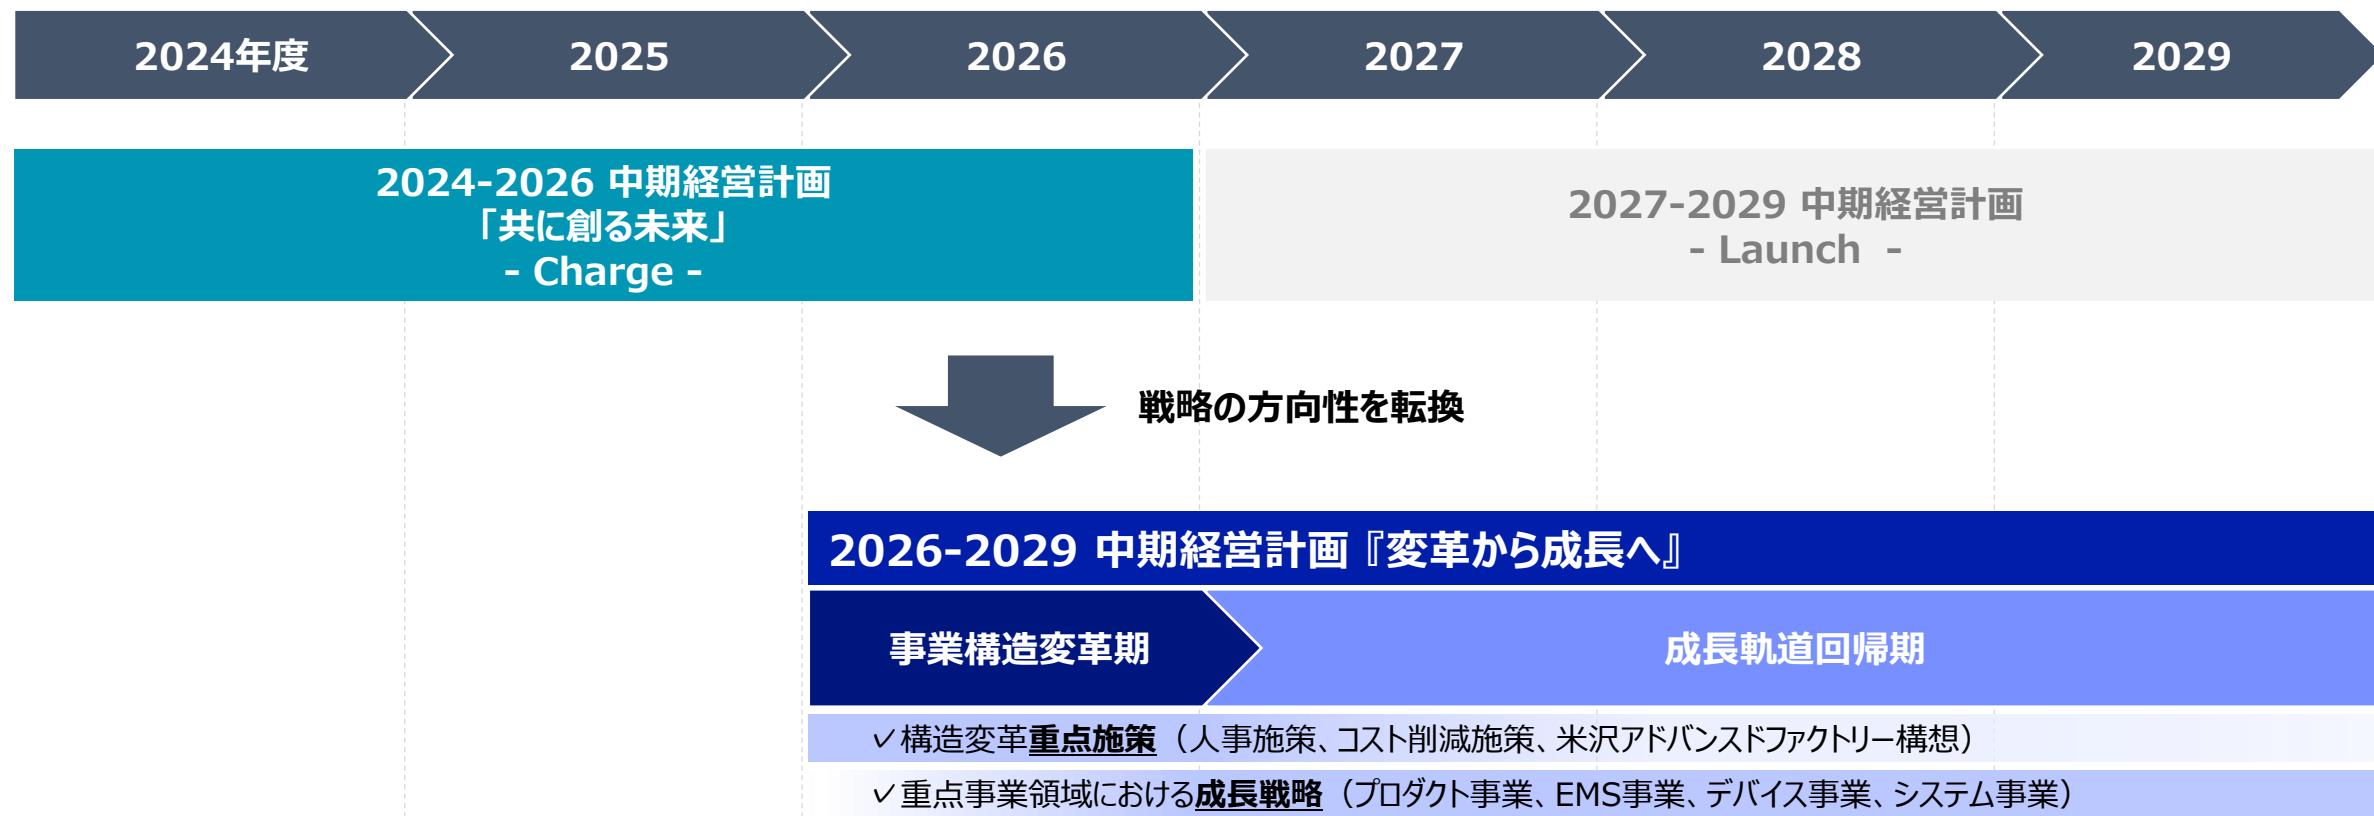 2024年度 2025 2026 2027 2028 2029
2024-2026 中期経営計画
「共に創る未来」
- Charge -
2027-2029 中期経営計画
- Launch -
戦略の方向性を転換
2026-2029 中期経営計画『変革から成長へ』
事業構造変革期
成長軌道回帰期
✓構造変革重点施策（人事施策、コスト削減施策、米沢アドバンスドファクトリー構想）
✓重点事業領域における成長戦略（プロダクト事業、EMS事業、デバイス事業、システム事業）